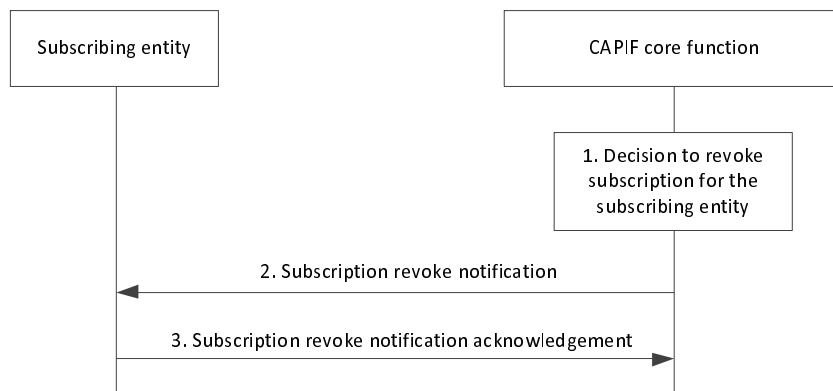 Subscribing entity
CAPIF core function
1. Decision to revoke
subscription for the
subscribing entity
2. Subscription revoke notification
3. Subscription revoke notification acknowledgement